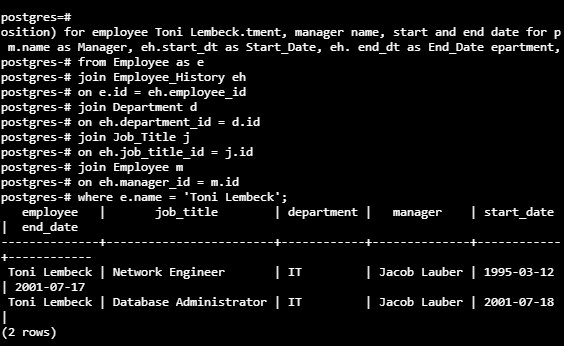 postgres=#
osition) for employee Toni Lembeck.tment, manager name, start and end date for p
m.name as Manager, eh.start_dt as Start_Date, eh. end_dt as End_Date epartment,
postgres-# from Employee as e
postgres-# join Employee_History eh
postgres-# on e.id = eh.employee_id
postgres-# join Department d
postgres-# on eh.department_id = d.id
postgres-# join Job_Title j
postgres-# on eh.job_title_id = j.id
postgres-# join Employee m
postgres-# on eh.manager_id = m.id
postgres-# where e.name = 'Toni Lembeck';
   employee   |       job_title        | department |   manager    | start_date
|  end_date
--------------+------------------------+------------+--------------+------------
+------------
 Toni Lembeck | Network Engineer       | IT         | Jacob Lauber | 1995-03-12
| 2001-07-17
 Toni Lembeck | Database Administrator | IT         | Jacob Lauber | 2001-07-18
|
(2 rows)